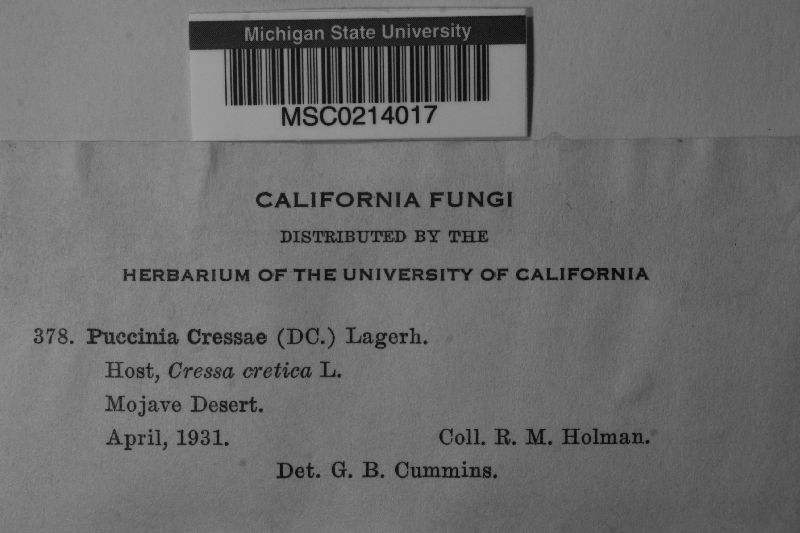 Michigan State University
MSC0214017
CALIFORNIA FUNGI
DISTRIBUTED BY THE
HERBARIUM OF THE UNIVERSITY OF CALIFORNIA
378. Puccinia Cressae (DC.) Lagerh.
Host, Cressa cretica L.
Mojave Desert.
April, 1931. Coll. R. M. Holman.
Det. G. B. Cummins.